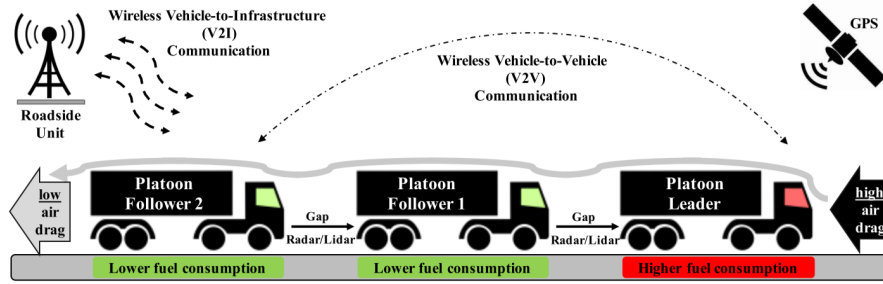 Wireless Vehicle-to-Infrastructure
(V2I)
Communication
GPS
Wireless Vehicle-to-Vehicle
(V2V)
Communication
Roadside
Unit
low
air
drag
Platoon
Follower 2
Gap
Radar/Lidar
Platoon
Follower 1
Gap
Radar/Lidar
Platoon
Leader
high
air
drag
Lower fuel consumption
Lower fuel consumption
Higher fuel consumption